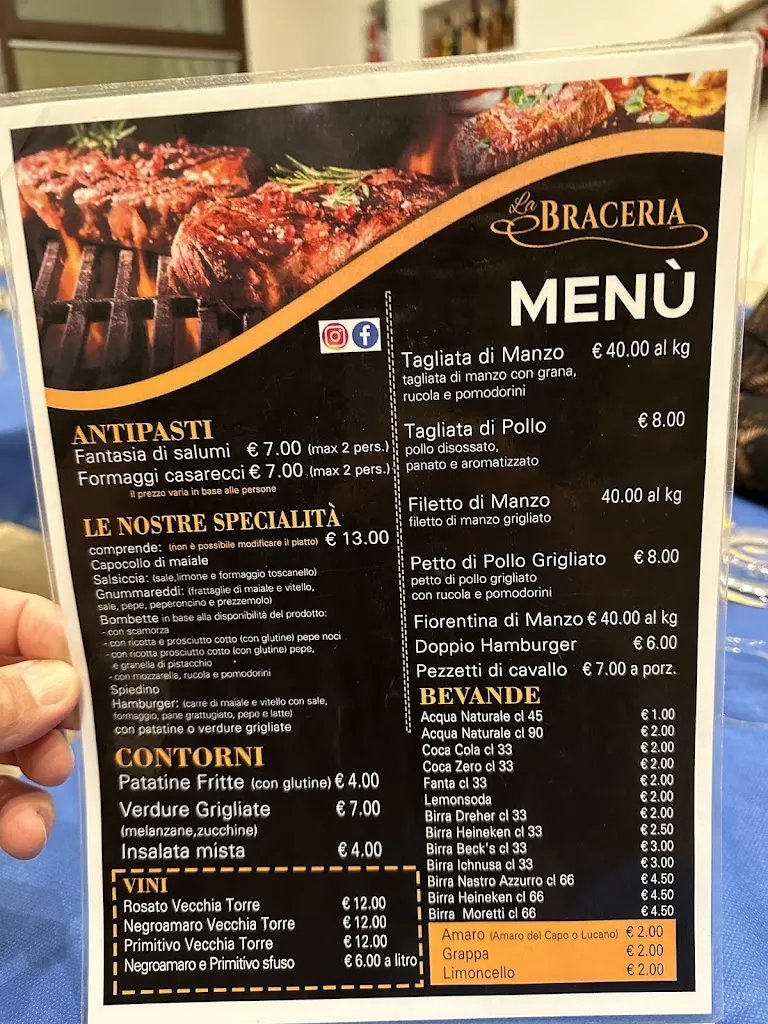 La BRACERIA
MENÙ
ANTIPASTI
Fantasia di salumi € 7.00 (max 2 pers.)
Formaggi casarecci € 7.00 (max 2 pers.)
il prezzo varia in base alle persone
LE NOSTRE SPECIALITÀ
comprende: (non è possibile modificare il piatto) € 13.00
Capocollo di maiale
Salsiccia: (sale,limone e formaggio toscanello)
Gnummareddi: (frattaglie di maiale e vitello,
sale, pepe, peperoncino e prezzemolo)
Bombette in base alla disponibilità del prodotto:
- con scamorza
- con ricotta e prosciutto cotto (con glutine) pepe noci
- con ricotta prosciutto cotto (con glutine) pepe,
e granella di pistacchio
- con mozzarella, rucola e pomodorini
Spiedino
Hamburger: (carré di maiale e vitello con sale,
formaggio, pane grattugiato, pepe e latte)
con patatine o verdure grigliate
CONTORNI
Patatine Fritte (con glutine) € 4.00
Verdure Grigliate € 7.00
(melanzane,zucchine)
Insalata mista € 4.00
VINI
Rosato Vecchia Torre € 12.00
Negroamaro Vecchia Torre € 12.00
Primitivo Vecchia Torre € 12.00
Negroamaro e Primitivo sfuso € 6.00 a litro
Tagliata di Manzo € 40.00 al kg
tagliata di manzo con grana,
rucola e pomodorini
Tagliata di Pollo € 8.00
pollo disossato,
panato e aromatizzato
Filetto di Manzo 40.00 al kg
filetto di manzo grigliato
Petto di Pollo Grigliato € 8.00
petto di pollo grigliato
con rucola e pomodorini
Fiorentina di Manzo € 40.00 al kg
Doppio Hamburger € 6.00
Pezzetti di cavallo € 7.00 a porz.
BEVANDE
Acqua Naturale cl 45 € 1.00
Acqua Naturale cl 90 € 2.00
Coca Cola cl 33 € 2.00
Coca Zero cl 33 € 2.00
Fanta cl 33 € 2.00
Lemonsoda € 2.00
Birra Dreher cl 33 € 2.00
Birra Heineken cl 33 € 2.50
Birra Beck's cl 33 € 3.00
Birra Ichnusa cl 33 € 3.00
Birra Nastro Azzurro cl 66 € 4.50
Birra Heineken cl 66 € 4.50
Birra Moretti cl 66 € 4.50
Amaro (Amaro del Capo o Lucano) € 2.00
Grappa € 2.00
Limoncello € 2.00